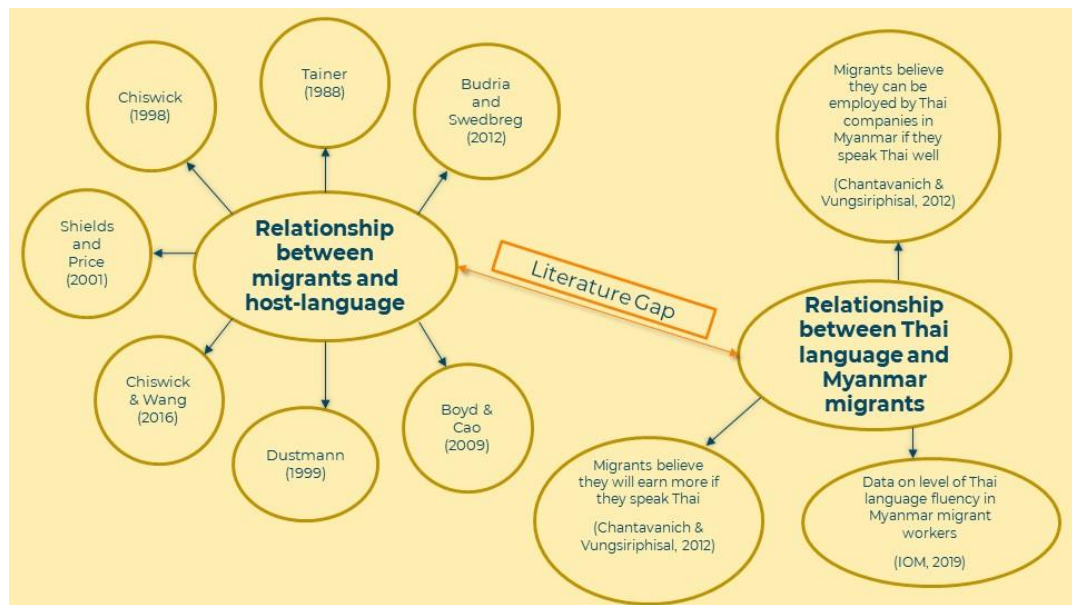 Tainer
(1988)
Chiswick
(1998)
Budria
and
Swedbreg
(2012)
Shields
and
Price
(2001)
Relationship
between
migrants and
host-language
Chiswick
& Wang
(2016)
Dustmann
(1999)
Boyd &
Cao
(2009)
Literature Gap
Migrants believe
they can be
employed by Thai
companies in
Myanmar if they
speak Thai well
(Chantavanich &
Vungsiriphisal, 2012)
Relationship
between Thai
language and
Myanmar
migrants
Migrants believe
they will earn more if
they speak Thai
(Chantavanich &
Vungsiriphisal, 2012)
Data on level of Thai
language fluency in
Myanmar migrant
workers
(IOM, 2019)